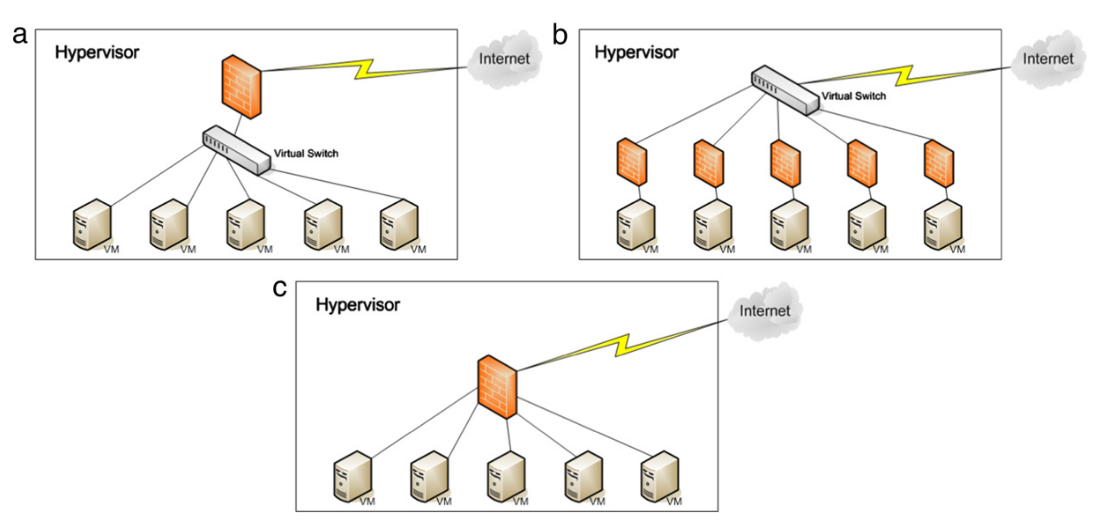 a
Hypervisor
Internet
Virtual Switch
VM VM VM VM VM
b
Hypervisor
Internet
Virtual Switch
VM VM VM VM VM
c
Hypervisor
Internet
VM VM VM VM VM